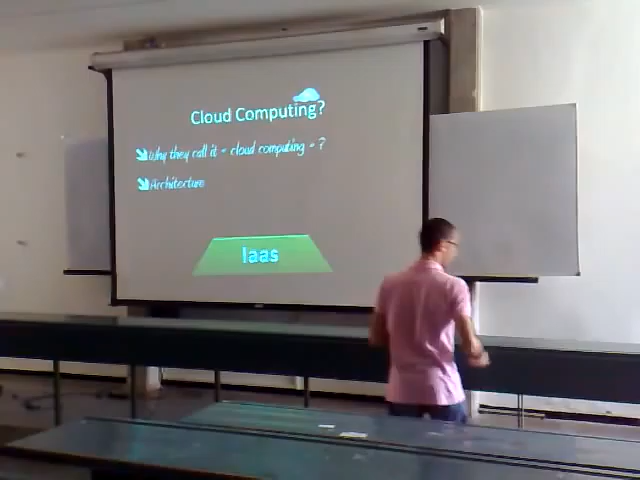 Cloud Computing?
Why they call it " cloud computing " ?
Architecture
Iaas